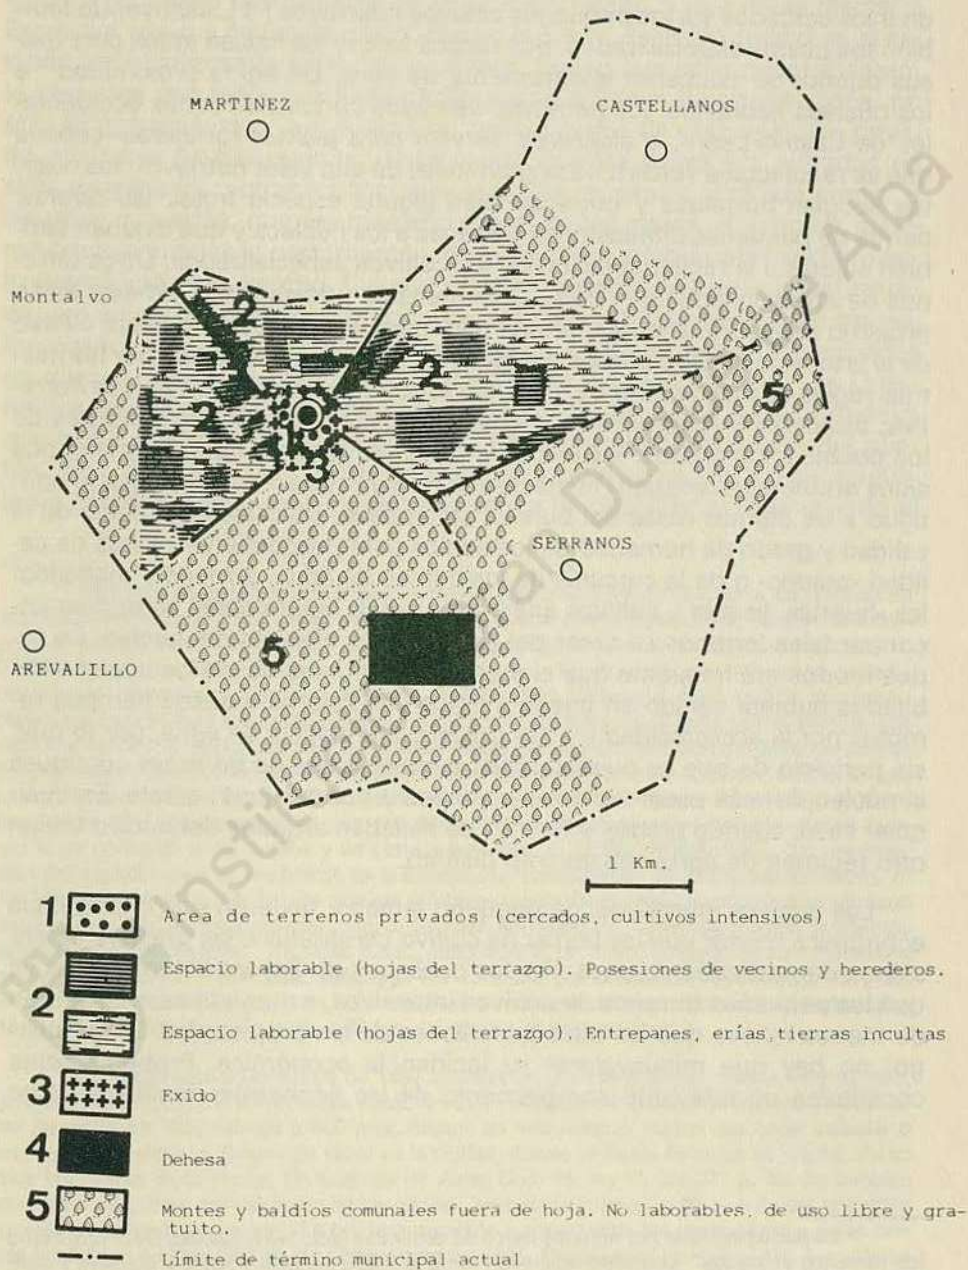 MARTINEZ
CASTELLANOS
Montalvo
2
2
2
5
1
3
SERRANOS
5
AREVALILLO
1 Km.
1 Area de terrenos privados (cercados, cultivos intensivos)
Espacio laborable (hojas del terrazgo). Posesiones de vecinos y herederos.
2
Espacio laborable (hojas del terrazgo). Entrepanes, erías, tierras incultas
3 Exido
4 Dehesa
5 Montes y baldíos comunales fuera de hoja. No laborables, de uso libre y gra-
tuito.
Límite de término municipal actual